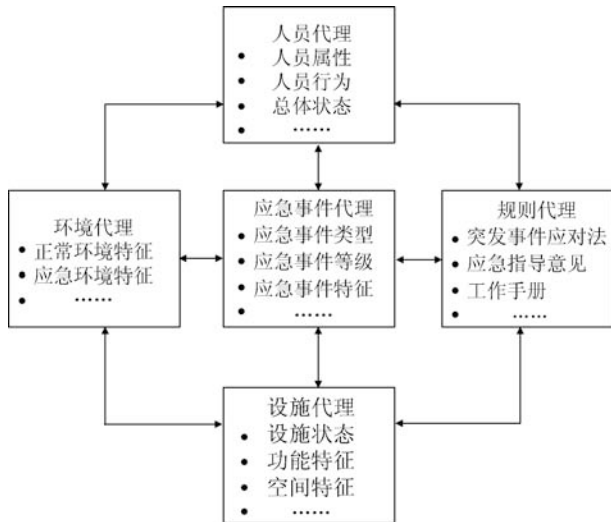 人员代理
• 人员属性
• 人员行为
• 总体状态
• ······
环境代理
• 正常环境特征
• 应急环境特征
• ······
应急事件代理
• 应急事件类型
• 应急事件等级
• 应急事件特征
• ······
规则代理
• 突发事件应对法
• 应急指导意见
• 工作手册
• ······
设施代理
• 设施状态
• 功能特征
• 空间特征
• ······